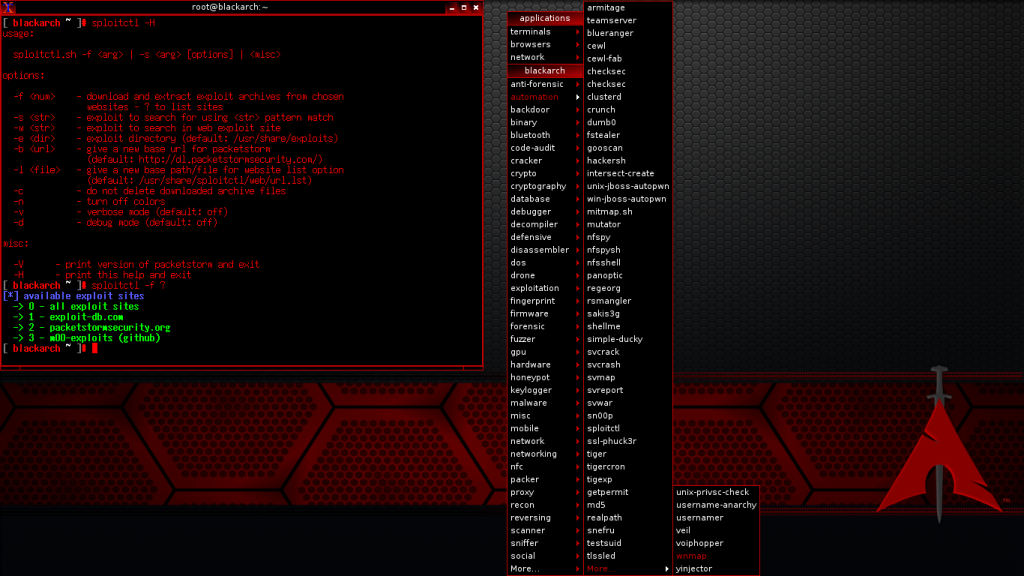 root@blackarch:~
[ blackarch ~ ]# sploitctl -H
usage:
sploitctl.sh -f <arg> | -s <arg> [options] | <misc>
options:
-f <num> - download and extract exploit archives from chosen
websites - ? to list sites
-s <str> - exploit to search for using <str> pattern match
-w <str> - exploit to search in web exploit site
-e <dir> - exploit directory (default: /usr/share/exploits)
-b <url> - give a new base url for packetstorm
(default: http://dl.packetstormsecurity.com/)
-l <file> - give a new base path/file for website list option
(default: /usr/share/sploitctl/web/url.lst)
-c - do not delete downloaded archive files
-n - turn off colors
-v - verbose mode (default: off)
-d - debug mode (default: off)
misc:
-V - print version of packetstorm and exit
-H - print this help and exit
[ blackarch ~ ]# sploitctl -f ?
[*] available exploit sites
-> 0 - all exploit sites
-> 1 - exploit-db.com
-> 2 - packetstormsecurity.org
-> 3 - m00-exploits (github)
[ blackarch ~ ]#
applications
terminals
browsers
network
blackarch
anti-forensic
automation
backdoor
binary
bluetooth
code-audit
cracker
crypto
cryptography
database
debugger
decompiler
defensive
disassembler
dos
drone
exploitation
fingerprint
firmware
forensic
fuzzer
gpu
hardware
honeypot
keylogger
malware
misc
mobile
network
networking
nfc
packer
proxy
recon
reversing
scanner
sniffer
social
More...
armitage
teamserver
blueranger
cewl
cewl-fab
checksec
checksec
clusterd
crunch
dumb0
fstealer
gooscan
hackersh
intersect-create
unix-jboss-autopwn
win-jboss-autopwn
mitmap.sh
mutator
nfspy
nfspysh
nfsshell
panoptic
regeorg
rsmangler
sakis3g
shellme
simple-ducky
svcrack
svcrash
svmap
svreport
svwar
sn00p
sploitctl
ssl-phuck3r
tiger
tigercron
tigexp
getpermit
md5
realpath
snefru
testsuid
tlssled
More...
unix-privsc-check
username-anarchy
usernamer
veil
voiphopper
wnmap
yinjector